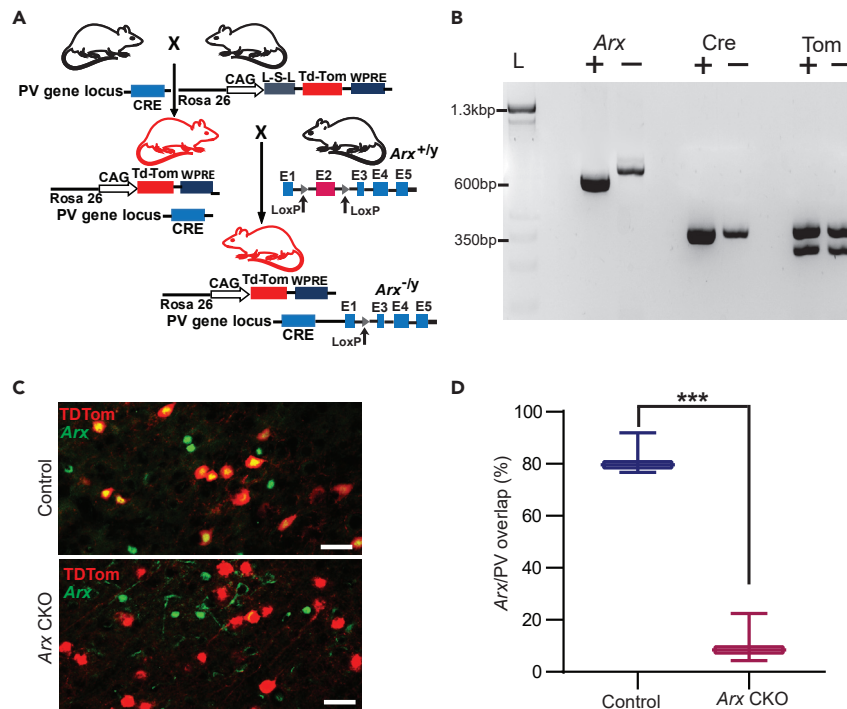 A
X
PV gene locus
CRE
Rosa 26
CAG
L-S-L
Td-Tom
WPRE
X
Arx+/y
CAG
Td-Tom
WPRE
Rosa 26
PV gene locus
CRE
E1
E2
E3
E4
E5
LoxP
LoxP
Arx-/y
CAG
Td-Tom
WPRE
Rosa 26
PV gene locus
CRE
E1
E3
E4
E5
LoxP
B
Arx
Cre
Tom
L
+
−
+
−
+
−
1.3kbp
600bp
350bp
C
TDTom
Arx
Control
TDTom
Arx
Arx CKO
D
***
Arx/PV overlap (%)
100
80
60
40
20
0
Control
Arx CKO